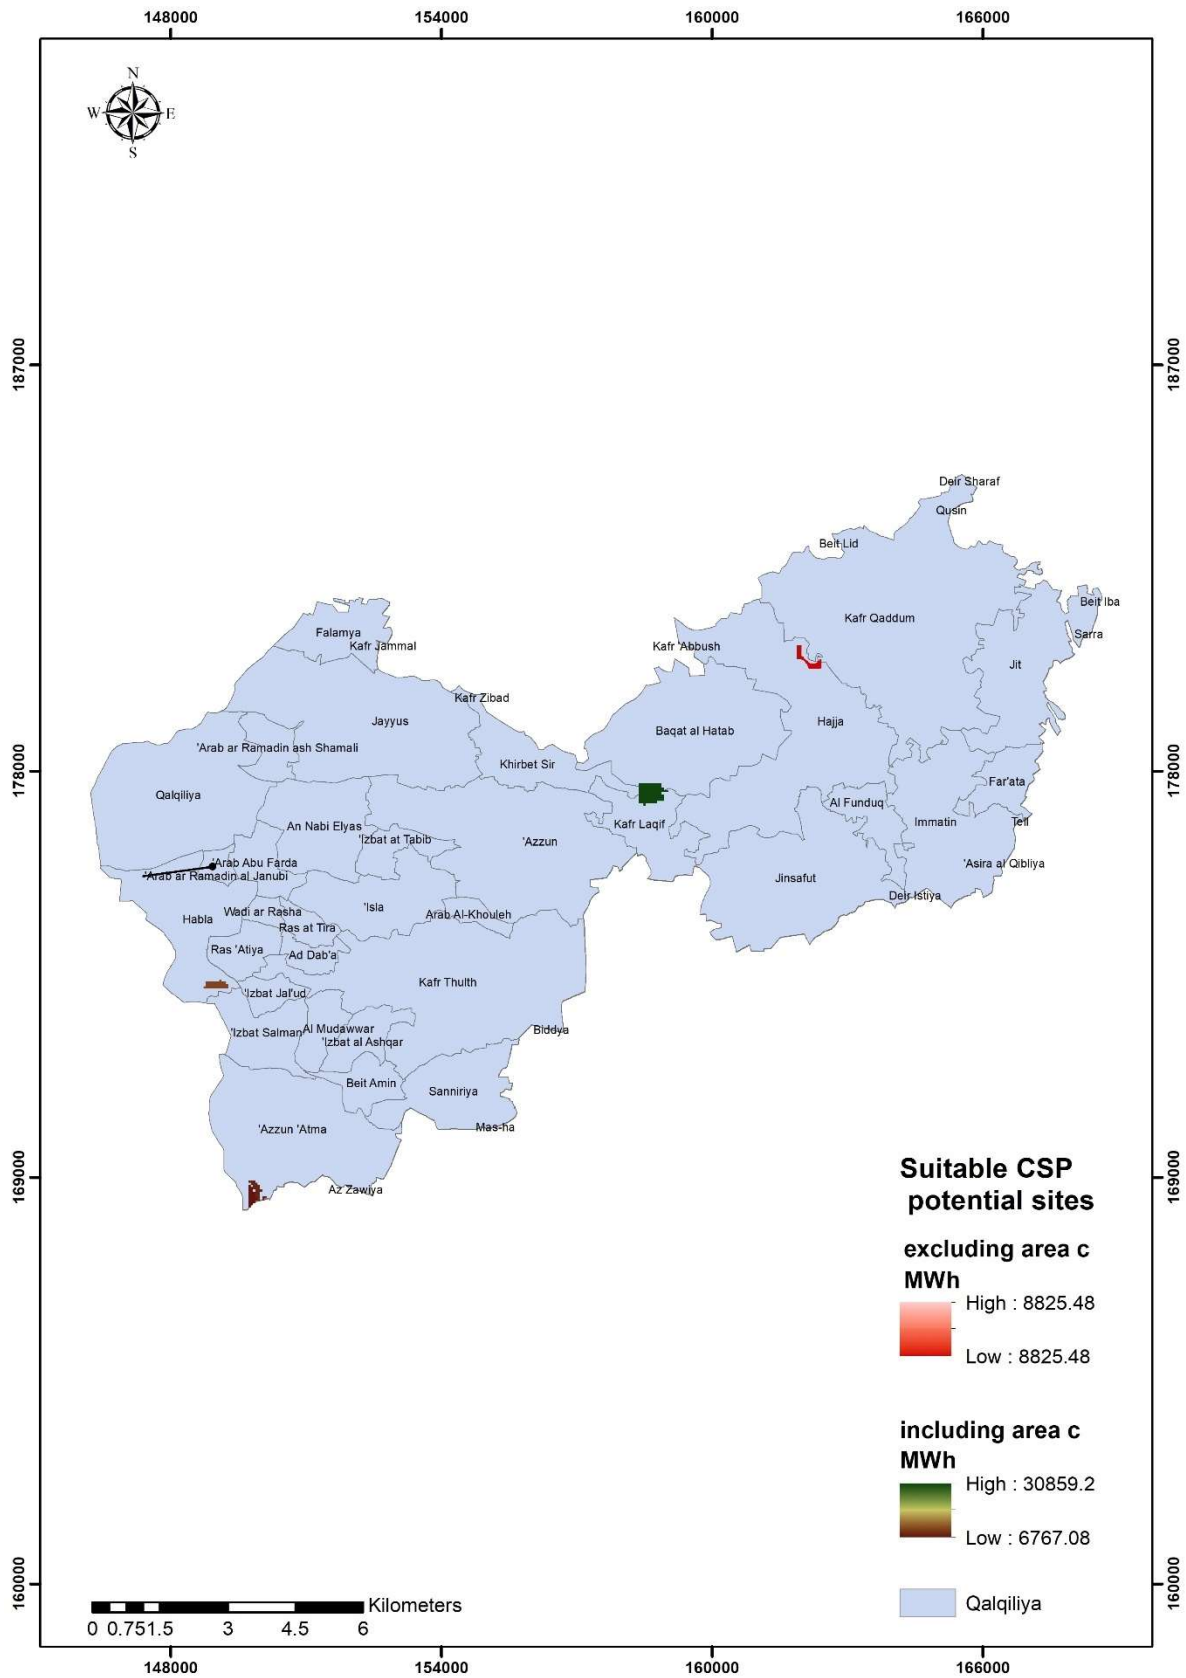 148000
154000
160000
166000
N
W
E
S
187000
187000
Deir Sharaf
Qusin
Beit Lid
Beit Iba
Kafr Qaddum
Falamya
Sarra
Kafr Jammal
Kafr 'Abbush
Jit
Kafr Zibad
Jayyus
Hajja
Baqat al Hatab
'Arab ar Ramadin ash Shamali
Khirbet Sir
178000
178000
Far'ata
Qalqiliya
Al Funduq
An Nabi Elyas
Kafr Laqif
Immatin
Tell
'Izbat at Tabib
'Azzun
'Arab Abu Farda
'Asira al Qibliya
'Arab ar Ramadin al Janubi
Jinsafut
Deir Istiya
'Isla
Wadi ar Rasha
Arab Al-Khouleh
Habla
Ras at Tira
Ras 'Atiya
Ad Dab'a
Kafr Thulth
'Izbat Jal'ud
Al Mudawwar
Biddya
'Izbat Salman
'Izbat al Ashqar
Beit Amin
Sanniriya
Mas-ha
'Azzun 'Atma
Az Zawiya
169000
169000
Suitable CSP
potential sites
excluding area c
MWh
High : 8825.48
Low : 8825.48
including area c
MWh
High : 30859.2
Low : 6767.08
Qalqiliya
160000
160000
Kilometers
0 0.75 1.5 3 4.5 6
148000
154000
160000
166000